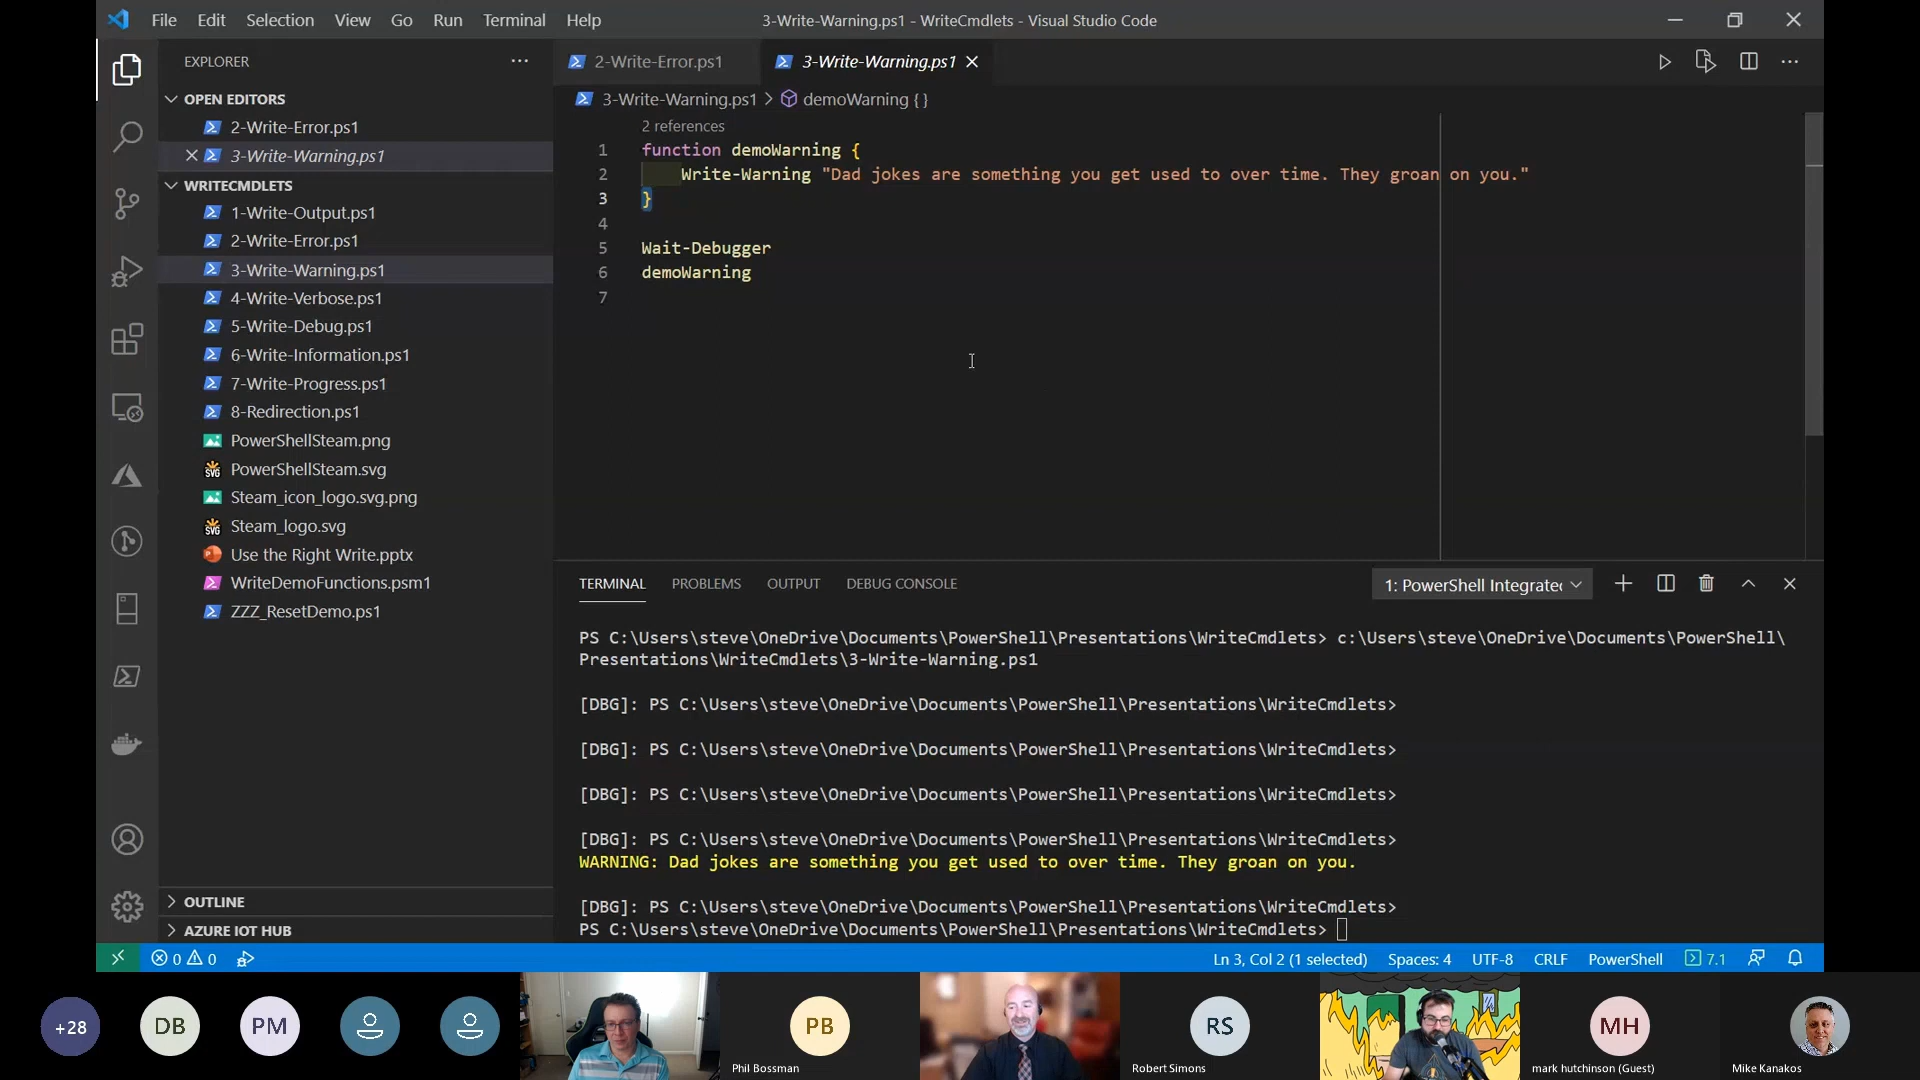 File Edit Selection View Go Run Terminal Help
3-Write-Warning.ps1 - WriteCmdlets - Visual Studio Code
EXPLORER
OPEN EDITORS
2-Write-Error.ps1
3-Write-Warning.ps1
WRITECMDLETS
1-Write-Output.ps1
2-Write-Error.ps1
3-Write-Warning.ps1
4-Write-Verbose.ps1
5-Write-Debug.ps1
6-Write-Information.ps1
7-Write-Progress.ps1
8-Redirection.ps1
PowerShellSteam.png
SVG PowerShellSteam.svg
Steam_icon_logo.svg.png
SVG Steam_logo.svg
Use the Right Write.pptx
WriteDemoFunctions.psm1
ZZZ_ResetDemo.ps1
OUTLINE
AZURE IOT HUB
2-Write-Error.ps1
3-Write-Warning.ps1
3-Write-Warning.ps1 > demoWarning { }
2 references
1 function demoWarning {
2 Write-Warning "Dad jokes are something you get used to over time. They groan on you."
3 }
4
5 Wait-Debugger
6 demoWarning
7
TERMINAL PROBLEMS OUTPUT DEBUG CONSOLE
1: PowerShell Integrated
PS C:\Users\steve\OneDrive\Documents\PowerShell\Presentations\WriteCmdlets> c:\Users\steve\OneDrive\Documents\PowerShell\
Presentations\WriteCmdlets\3-Write-Warning.ps1
[DBG]: PS C:\Users\steve\OneDrive\Documents\PowerShell\Presentations\WriteCmdlets>
[DBG]: PS C:\Users\steve\OneDrive\Documents\PowerShell\Presentations\WriteCmdlets>
[DBG]: PS C:\Users\steve\OneDrive\Documents\PowerShell\Presentations\WriteCmdlets>
[DBG]: PS C:\Users\steve\OneDrive\Documents\PowerShell\Presentations\WriteCmdlets>
WARNING: Dad jokes are something you get used to over time. They groan on you.
[DBG]: PS C:\Users\steve\OneDrive\Documents\PowerShell\Presentations\WriteCmdlets>
PS C:\Users\steve\OneDrive\Documents\PowerShell\Presentations\WriteCmdlets>
0 0
Ln 3, Col 2 (1 selected) Spaces: 4 UTF-8 CRLF PowerShell 7.1
+28 DB PM PB RS MH
Phil Bossman Robert Simons mark hutchinson (Guest) Mike Kanakos